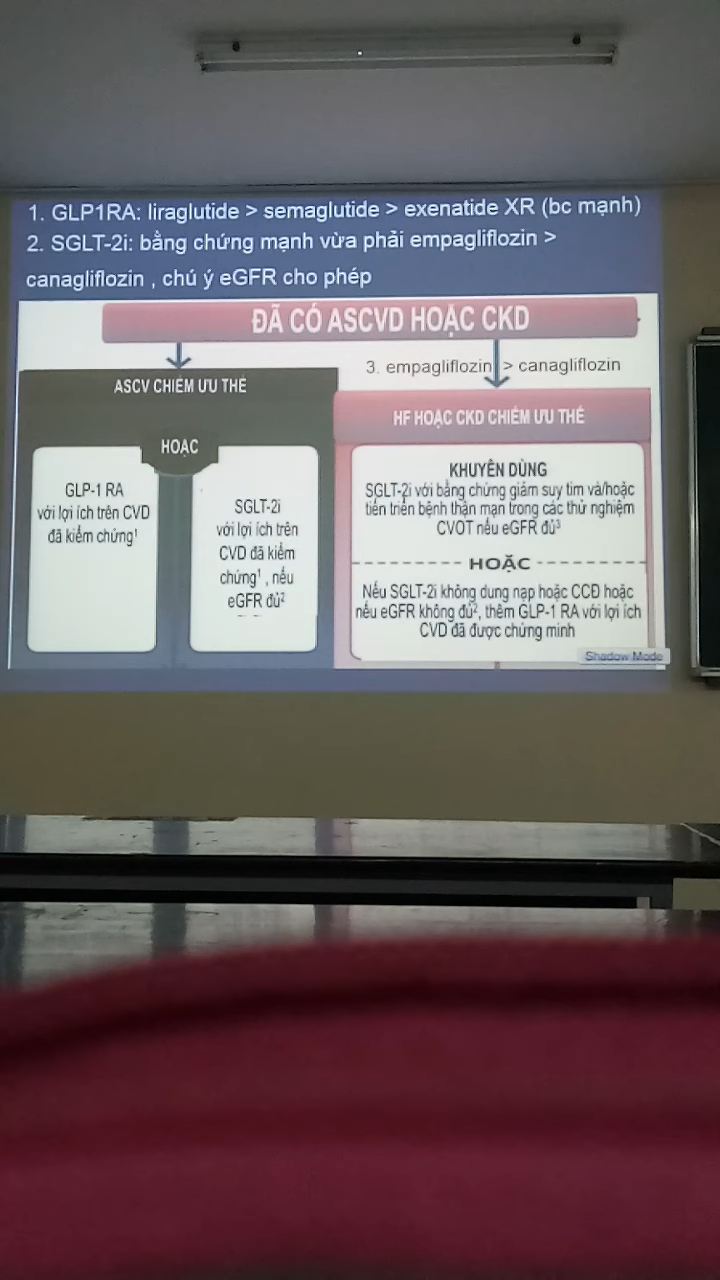 1. GLP1RA: liraglutide > semaglutide > exenatide XR (bc mạnh)
2. SGLT-2i: bằng chứng mạnh vừa phải empagliflozin >
canagliflozin , chú ý eGFR cho phép
ĐÃ CÓ ASCVD HOẶC CKD
3. empagliflozin > canagliflozin
ASCV CHIẾM ƯU THẾ
HOẶC
GLP-1 RA
với lợi ích trên CVD
đã kiểm chứng¹
SGLT-2i
với lợi ích trên
CVD đã kiểm
chứng¹ , nếu
eGFR đủ²
HF HOẶC CKD CHIẾM ƯU THẾ
KHUYÊN DÙNG
SGLT-2i với bằng chứng giảm suy tim và/hoặc
tiến triển bệnh thận mạn trong các thử nghiệm
CVOT nếu eGFR đủ³
HOẶC
Nếu SGLT-2i không dung nạp hoặc CCĐ hoặc
nếu eGFR không đủ², thêm GLP-1 RA với lợi ích
CVD đã được chứng minh
Shadow Mode